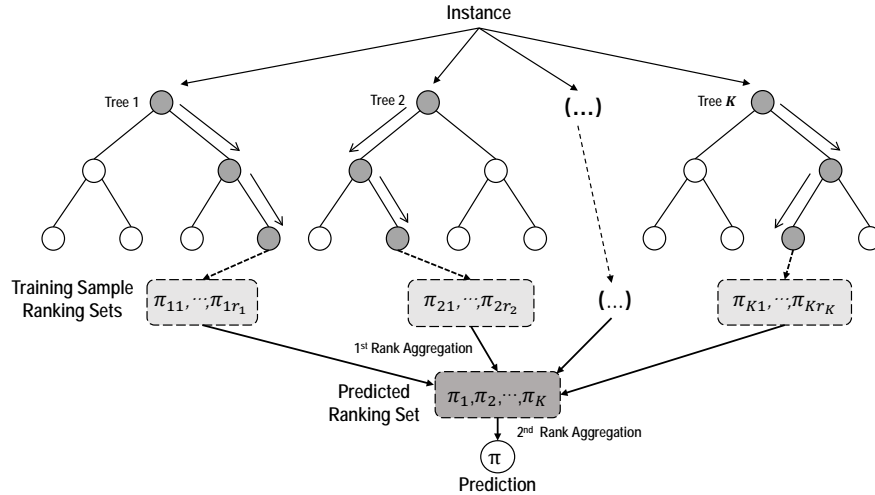 Instance
Tree 1
Tree 2
(...)
Tree K
Training Sample
Ranking Sets
π11,⋯,π1r1
π21,⋯,π2r2
(...)
πK1,⋯,πKrK
1st Rank Aggregation
Predicted
Ranking Set
π1,π2,⋯,πK
2nd Rank Aggregation
π
Prediction